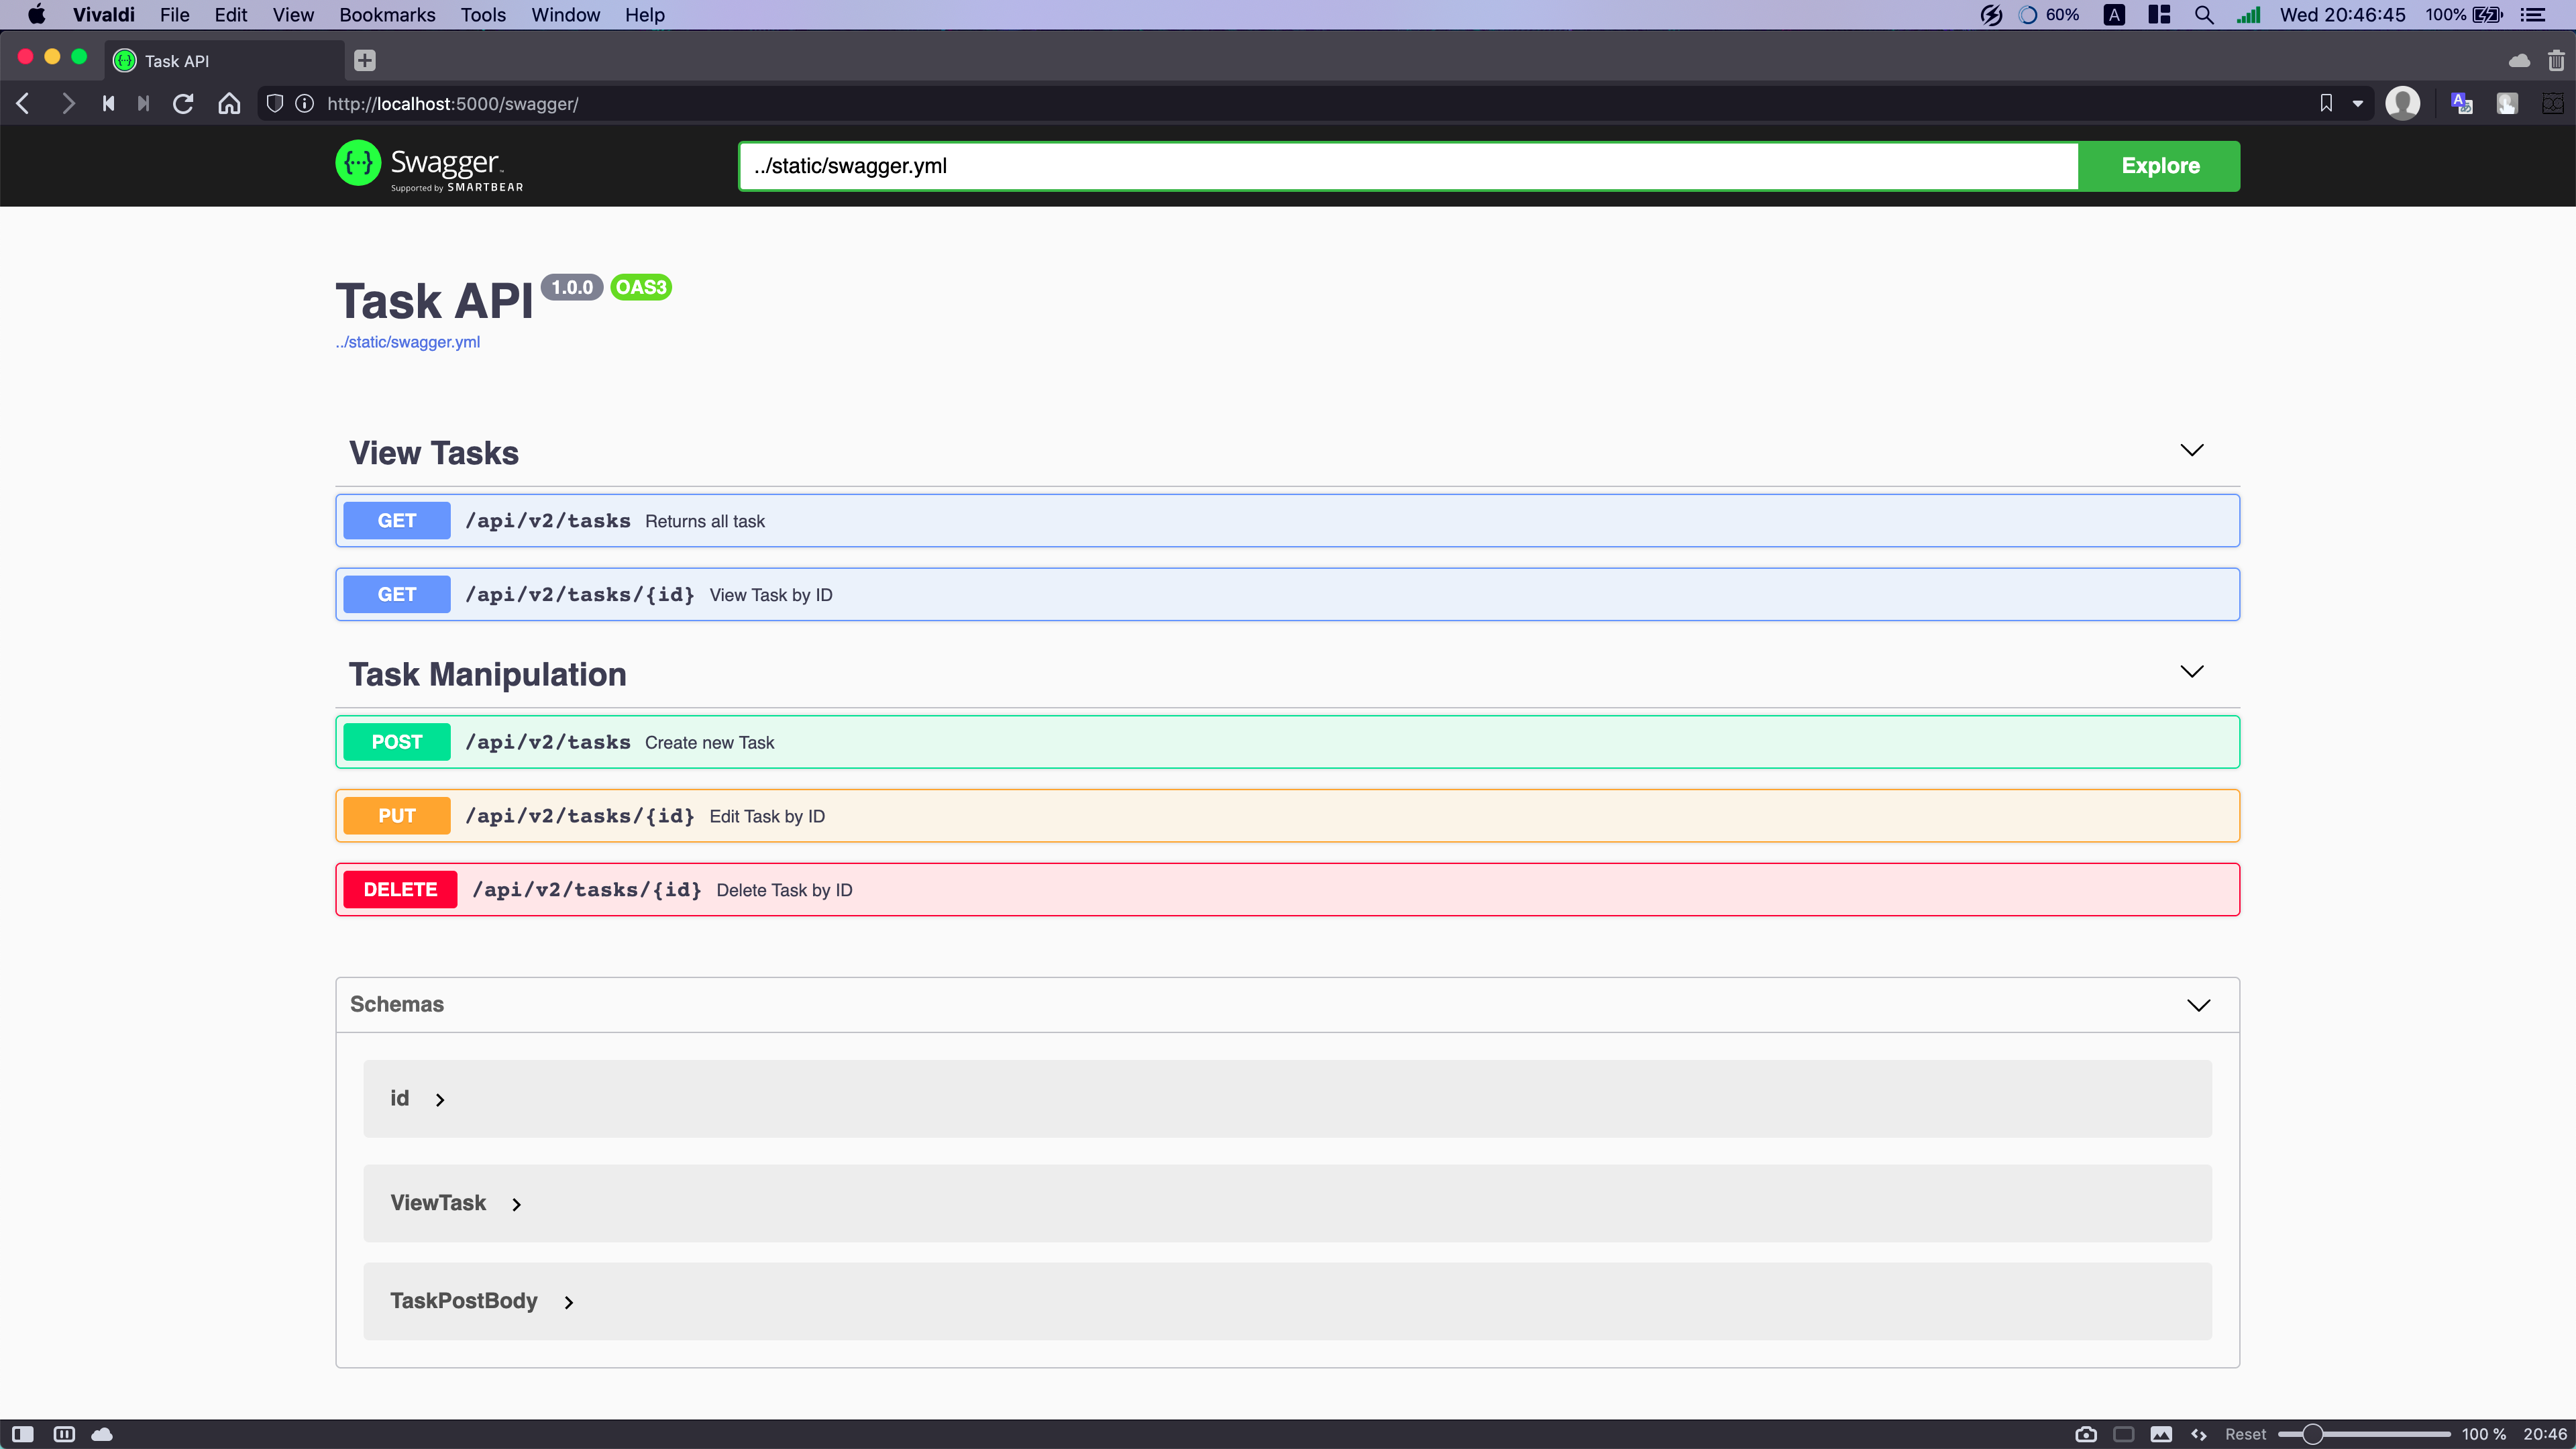 Vivaldi File Edit View Bookmarks Tools Window Help 60% A Wed 20:46:45 100%
Task API
http://localhost:5000/swagger/
Swagger
Supported by SMARTBEAR
../static/swagger.yml
Explore
Task API 1.0.0 OAS3
../static/swagger.yml
View Tasks
GET /api/v2/tasks Returns all task
GET /api/v2/tasks/{id} View Task by ID
Task Manipulation
POST /api/v2/tasks Create new Task
PUT /api/v2/tasks/{id} Edit Task by ID
DELETE /api/v2/tasks/{id} Delete Task by ID
Schemas
id
ViewTask
TaskPostBody
Reset 100 % 20:46